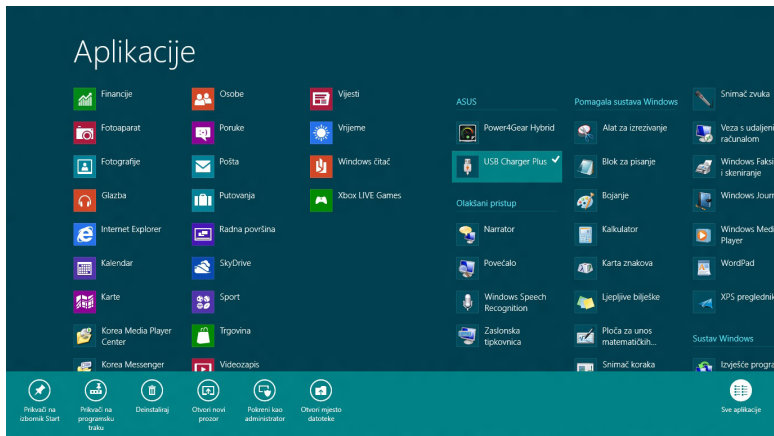 Aplikacije
Financije
Fotoaparat
Fotografije
Glazba
Internet Explorer
Kalendar
Karte
Korea Media Player
Center
Korea Messenger
Osobe
Poruke
Pošta
Putovanja
Radna površina
SkyDrive
Sport
Trgovina
Videozapis
Vijesti
Vrijeme
Windows čitač
Xbox LIVE Games
ASUS
Power4Gear Hybrid
USB Charger Plus
Olakšani pristup
Narrator
Povećalo
Windows Speech
Recognition
Zaslonska
tipkovnica
Pomagala sustava Windows
Alat za izrezivanje
Blok za pisanje
Bojanje
Kalkulator
Karta znakova
Ljepljive bilješke
Ploča za unos
matematičkih...
Snimač koraka
Snimač zvuka
Veza s udaljeni
računalom
Windows Faksi
i skeniranje
Windows Jour
Windows Medi
Player
WordPad
XPS preglednik
Sustav Windows
Izvješće progra
Prikvači na
izbornik Start
Prikvači na
programsku
traku
Deinstaliraj
Otvori novi
prozor
Pokreni kao
administrator
Otvori mjesto
datoteke
Sve aplikacije